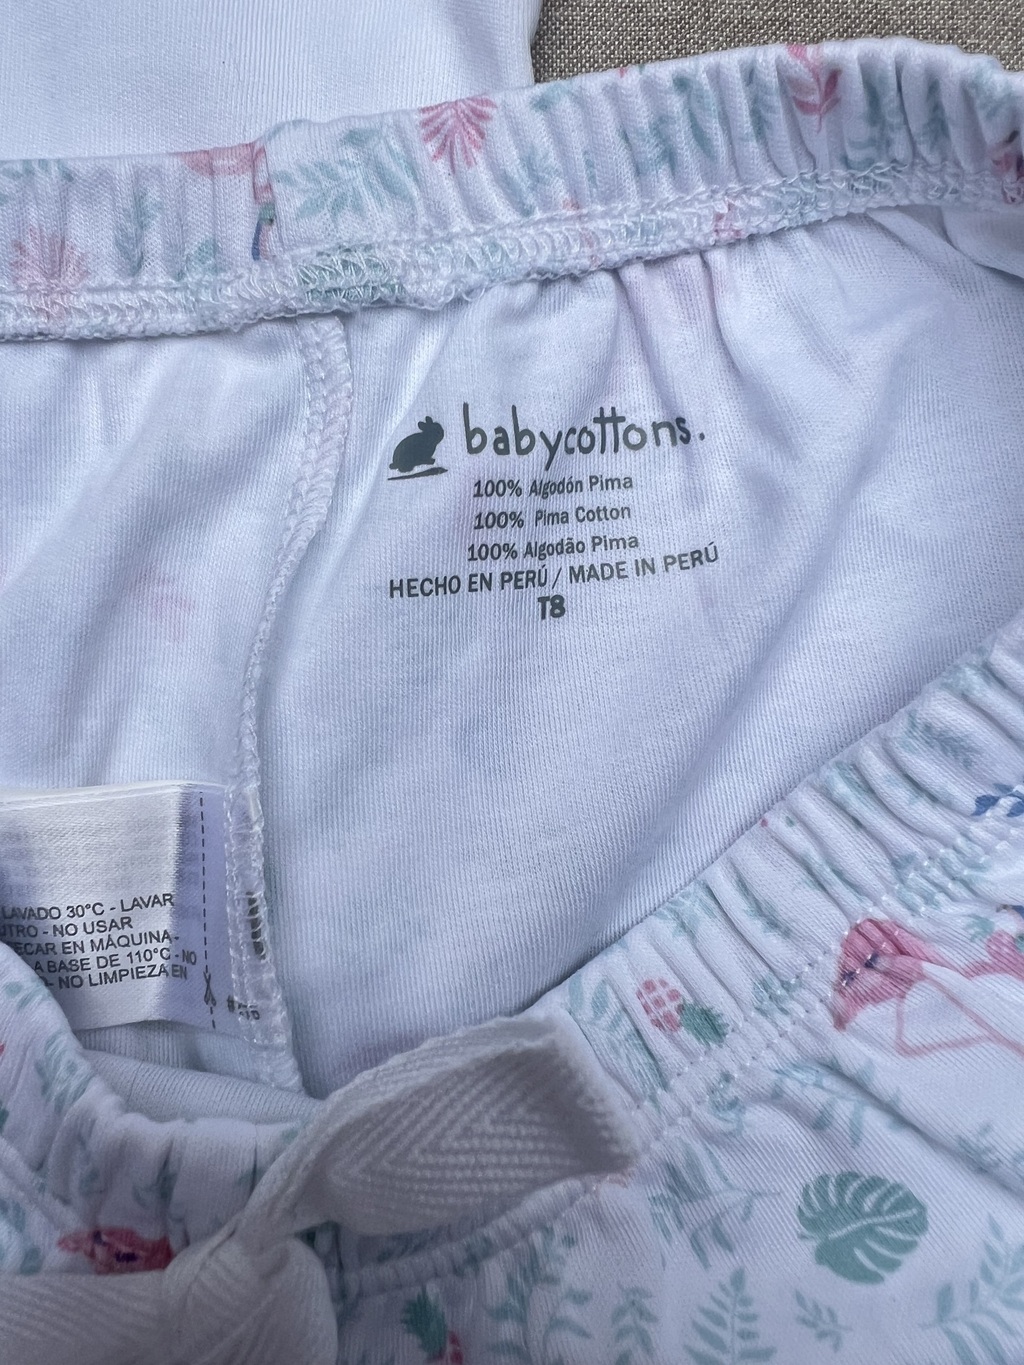 babycottons.
100% Algodón Pima
100% Pima Cotton
100% Algodão Pima
HECHO EN PERÚ / MADE IN PERÚ
T8
LAVADO 30°C - LAVAR
- NO USAR
EN MÁQUINA -
A BASE DE 110°C - NO
- NO LIMPIEZA EN